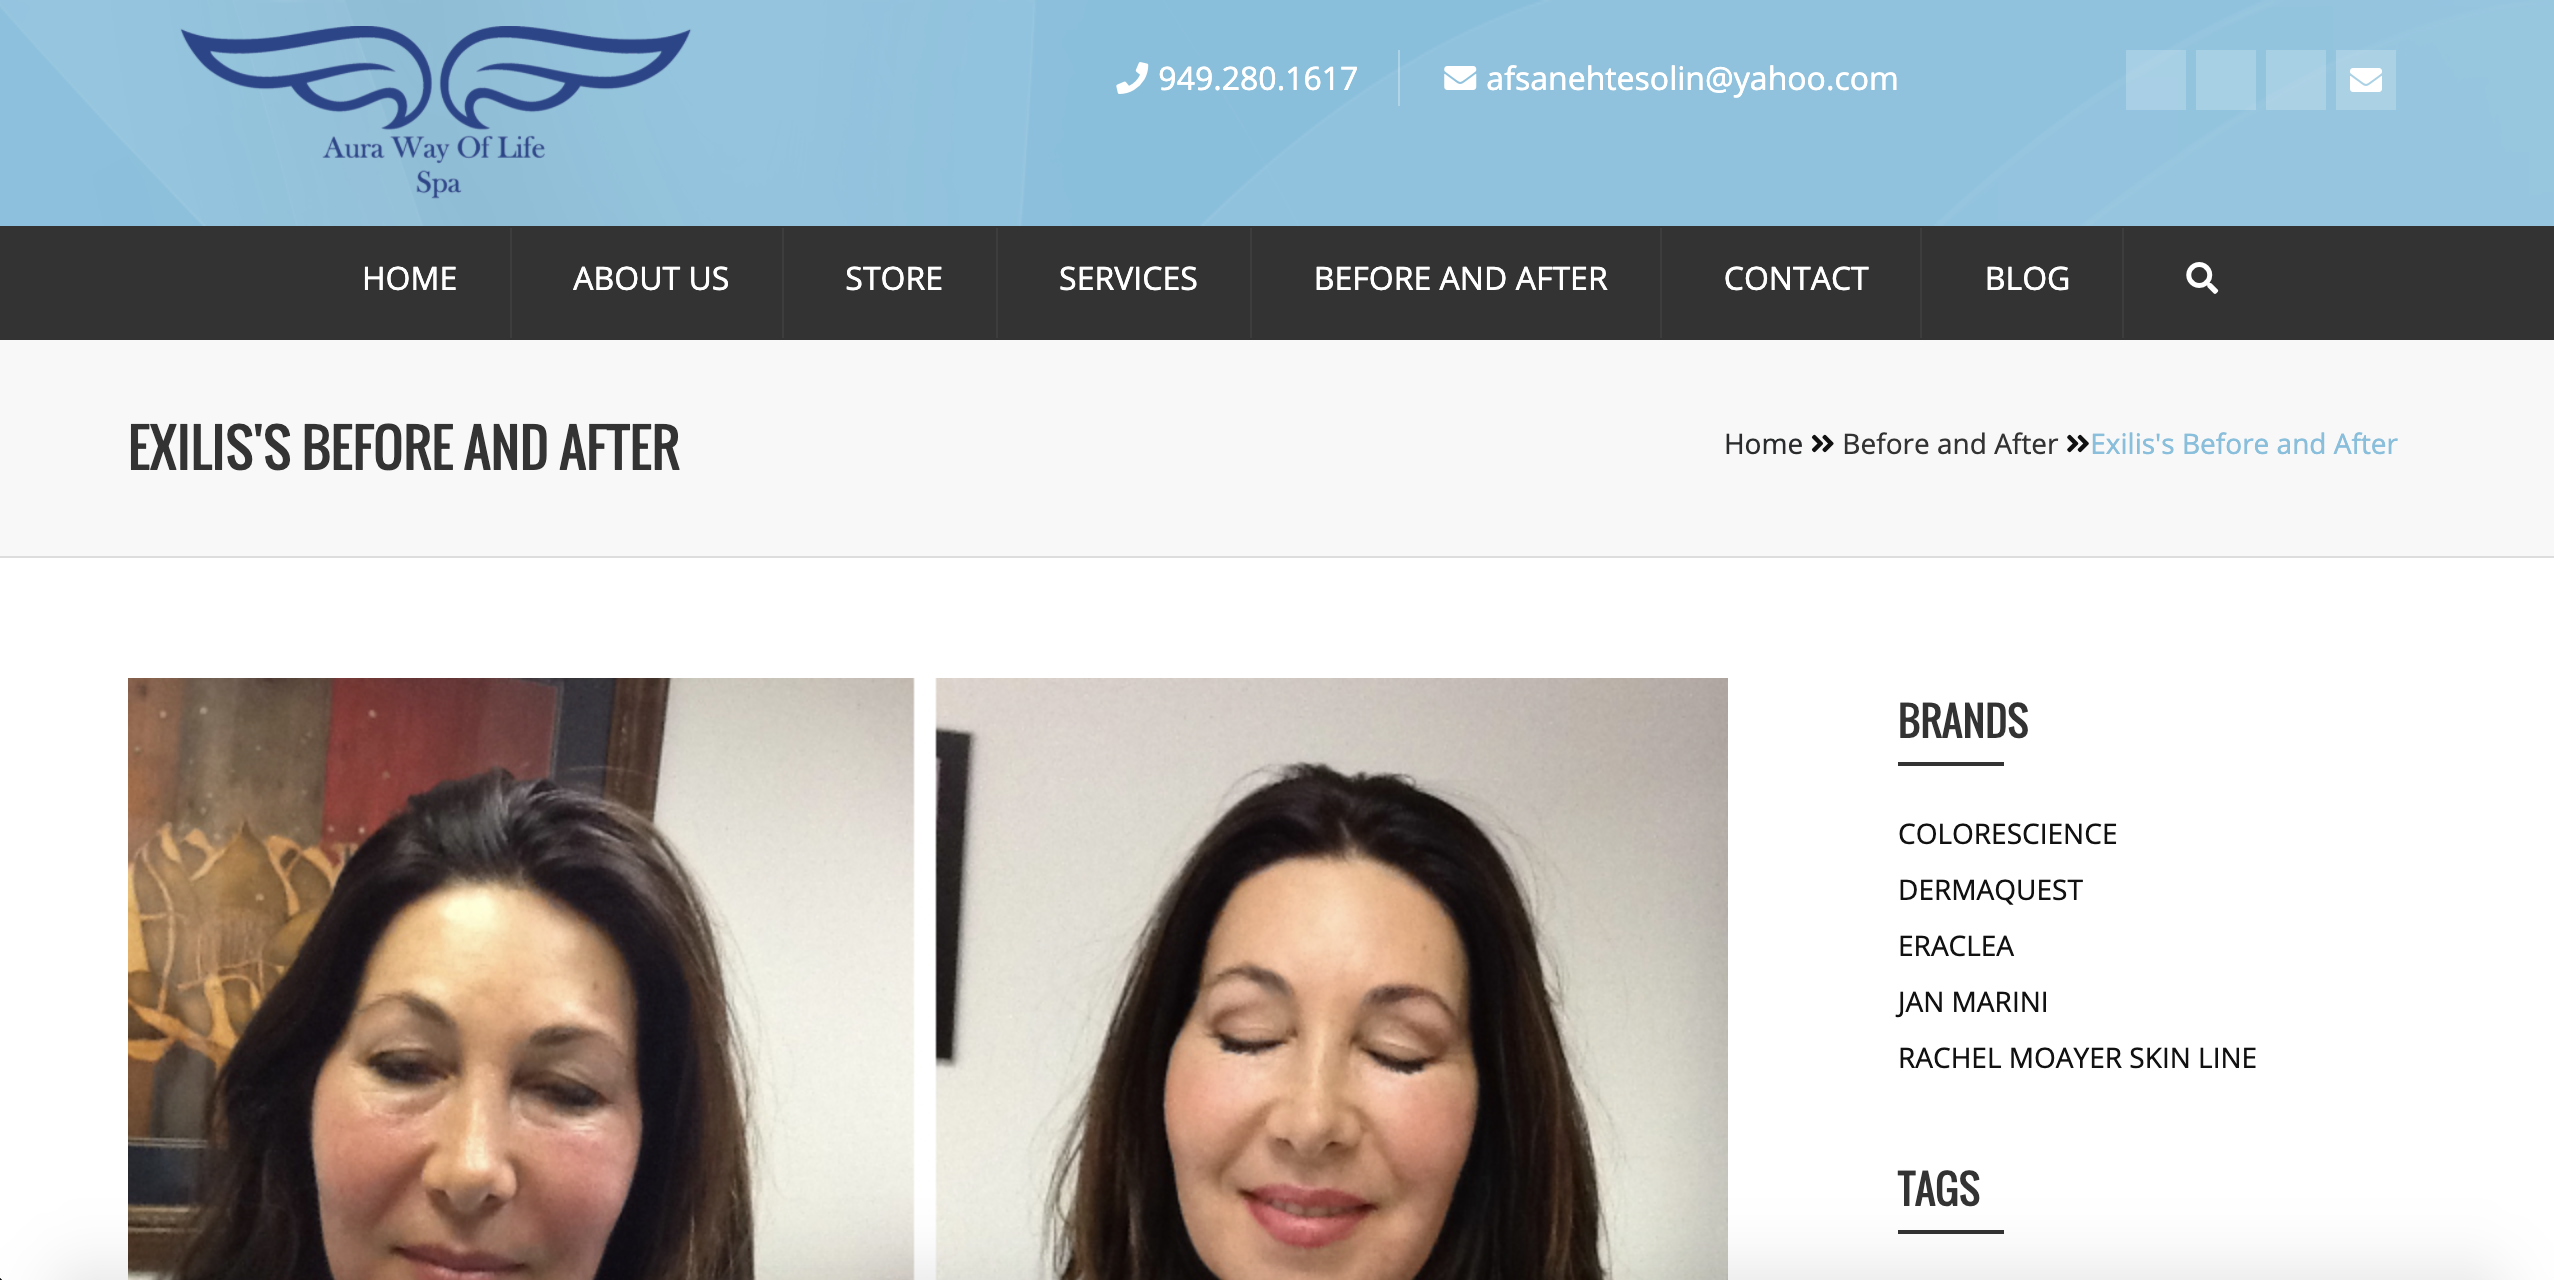 Aura Way Of Life
Spa
949.280.1617
afsanehtesolin@yahoo.com
HOME
ABOUT US
STORE
SERVICES
BEFORE AND AFTER
CONTACT
BLOG
EXILIS'S BEFORE AND AFTER
Home » Before and After »Exilis's Before and After
BRANDS
COLORESCIENCE
DERMAQUEST
ERACLEA
JAN MARINI
RACHEL MOAYER SKIN LINE
TAGS